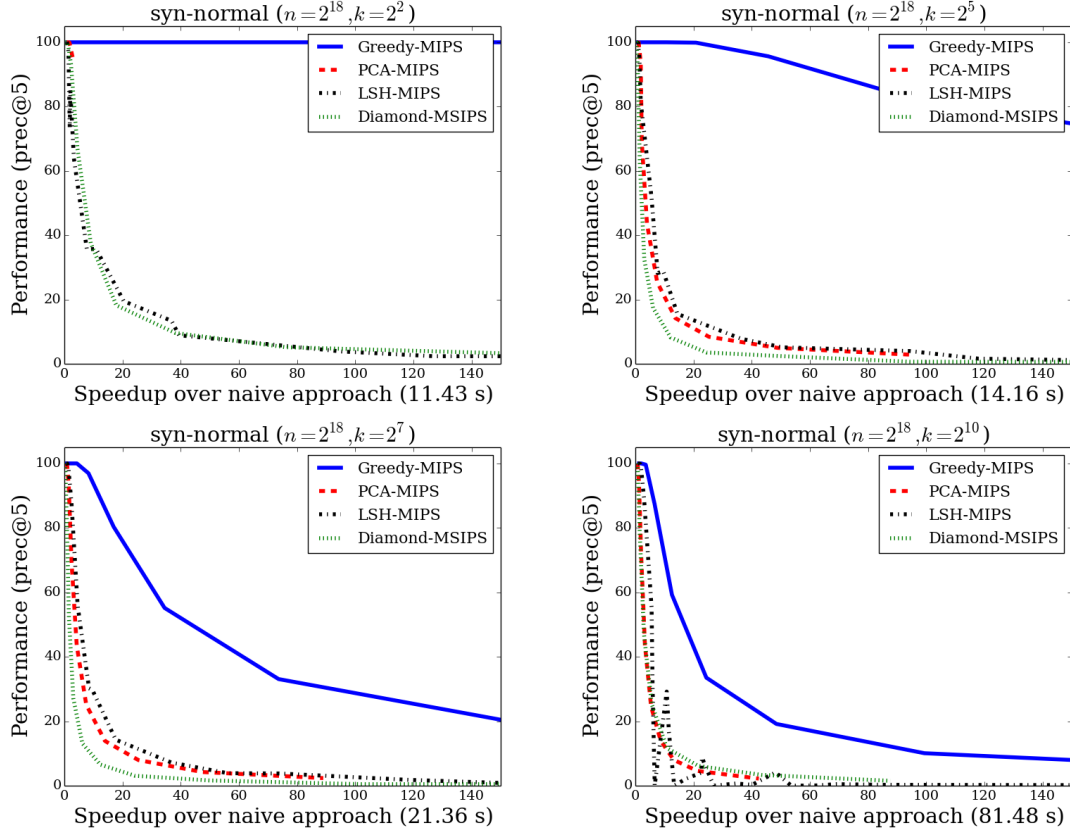 syn-normal (n=2^18, k=2^2)
100
80
60
40
20
0
Performance (prec@5)
Greedy-MIPS
PCA-MIPS
LSH-MIPS
Diamond-MSIPS
0 20 40 60 80 100 120 140
Speedup over naive approach (11.43 s)
syn-normal (n=2^18, k=2^5)
100
80
60
40
20
0
Performance (prec@5)
Greedy-MIPS
PCA-MIPS
LSH-MIPS
Diamond-MSIPS
0 20 40 60 80 100 120 140
Speedup over naive approach (14.16 s)
syn-normal (n=2^18, k=2^7)
100
80
60
40
20
0
Performance (prec@5)
Greedy-MIPS
PCA-MIPS
LSH-MIPS
Diamond-MSIPS
0 20 40 60 80 100 120 140
Speedup over naive approach (21.36 s)
syn-normal (n=2^18, k=2^10)
100
80
60
40
20
0
Performance (prec@5)
Greedy-MIPS
PCA-MIPS
LSH-MIPS
Diamond-MSIPS
0 20 40 60 80 100 120 140
Speedup over naive approach (81.48 s)